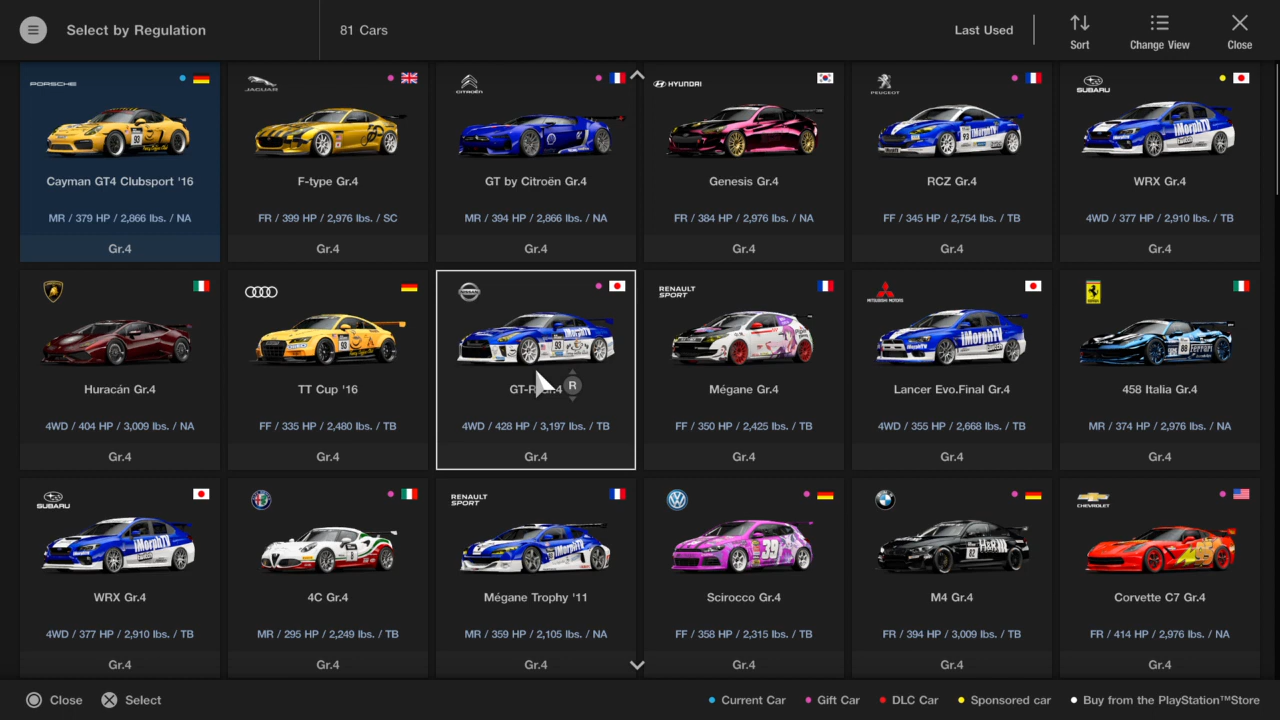 Select by Regulation
81 Cars
Last Used
Sort
Change View
Close
PORSCHE
Cayman GT4 Clubsport '16
MR / 379 HP / 2,866 lbs. / NA
Gr.4
JAGUAR
F-type Gr.4
FR / 399 HP / 2,976 lbs. / SC
Gr.4
CITROËN
GT by Citroën Gr.4
MR / 394 HP / 2,866 lbs. / NA
Gr.4
HYUNDAI
Genesis Gr.4
FR / 384 HP / 2,976 lbs. / NA
Gr.4
PEUGEOT
iMorphTV
RCZ Gr.4
FF / 345 HP / 2,754 lbs. / TB
Gr.4
SUBARU
iMorphTV
WRX Gr.4
4WD / 377 HP / 2,910 lbs. / TB
Gr.4
Huracán Gr.4
4WD / 404 HP / 3,009 lbs. / NA
Gr.4
93
TT Cup '16
FF / 335 HP / 2,480 lbs. / TB
Gr.4
NISSAN
iMorphTV
93
R
4WD / 428 HP / 3,197 lbs. / TB
Gr.4
RENAULT
SPORT
Mégane Gr.4
FF / 350 HP / 2,425 lbs. / TB
Gr.4
MITSUBISHI MOTORS
iMorphTV
Lancer Evo.Final Gr.4
4WD / 355 HP / 2,668 lbs. / TB
Gr.4
458 Italia Gr.4
MR / 374 HP / 2,976 lbs. / NA
Gr.4
SUBARU
iMorphTV
WRX Gr.4
4WD / 377 HP / 2,910 lbs. / TB
Gr.4
4C Gr.4
MR / 295 HP / 2,249 lbs. / TB
Gr.4
RENAULT
SPORT
iMorphTV
Mégane Trophy '11
MR / 359 HP / 2,105 lbs. / NA
Gr.4
39
Scirocco Gr.4
FF / 358 HP / 2,315 lbs. / TB
Gr.4
82
H&R
M4 Gr.4
FR / 394 HP / 3,009 lbs. / TB
Gr.4
CHEVROLET
Corvette C7 Gr.4
FR / 414 HP / 2,976 lbs. / NA
Gr.4
Close
Select
Current Car
Gift Car
DLC Car
Sponsored car
Buy from the PlayStation™Store